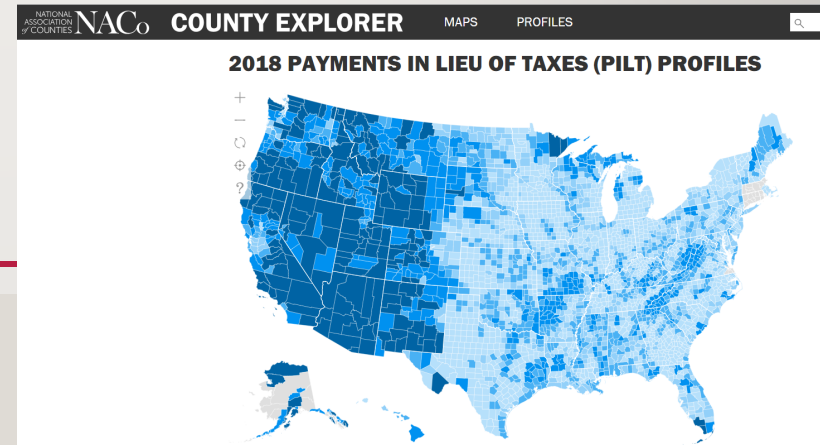 NATIONAL
ASSOCIATION
of COUNTIES NACo COUNTY EXPLORER MAPS PROFILES
2018 PAYMENTS IN LIEU OF TAXES (PILT) PROFILES
+
−
?